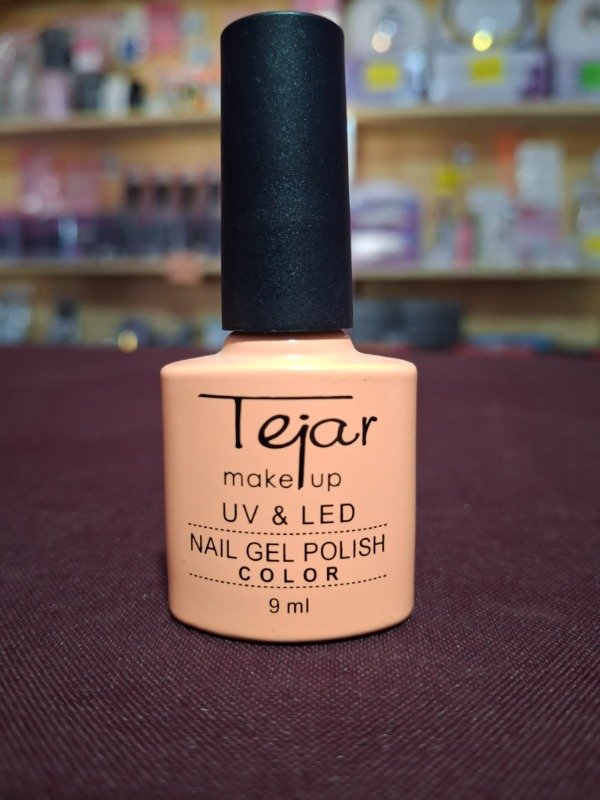 Tejar
make up
UV & LED
NAIL GEL POLISH
COLOR
9 ml